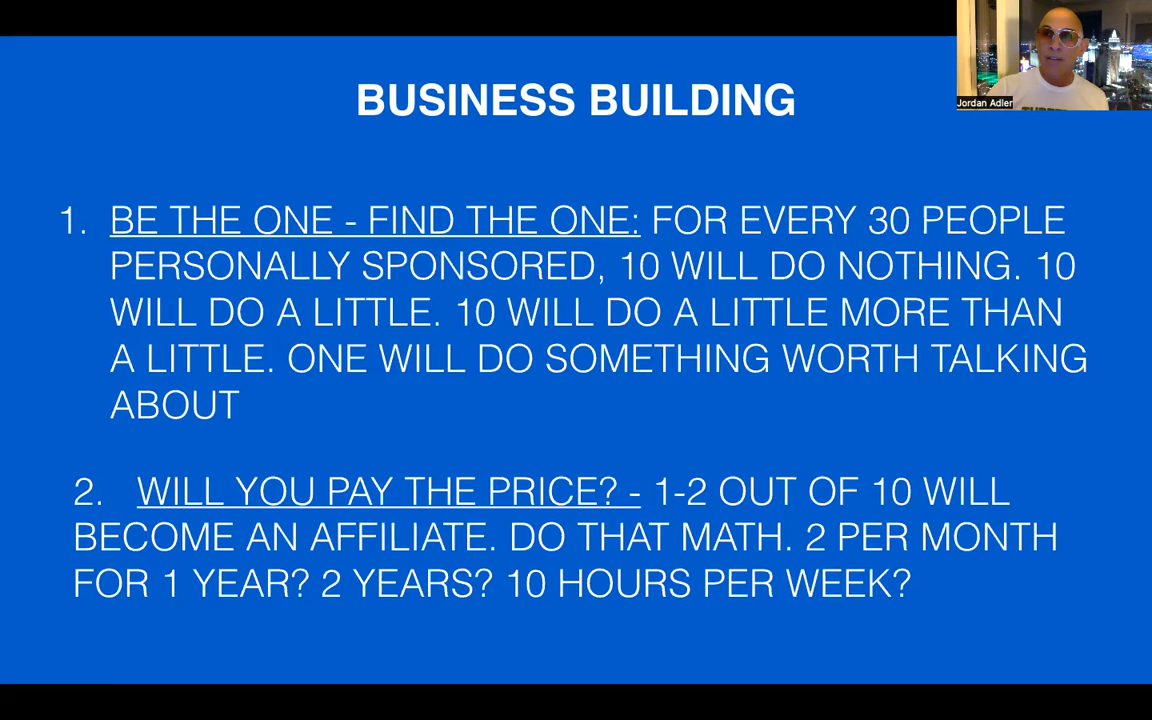 BUSINESS BUILDING
Jordan Adler
1. BE THE ONE - FIND THE ONE: FOR EVERY 30 PEOPLE
PERSONALLY SPONSORED, 10 WILL DO NOTHING. 10
WILL DO A LITTLE. 10 WILL DO A LITTLE MORE THAN
A LITTLE. ONE WILL DO SOMETHING WORTH TALKING
ABOUT
2. WILL YOU PAY THE PRICE? - 1-2 OUT OF 10 WILL
BECOME AN AFFILIATE. DO THAT MATH. 2 PER MONTH
FOR 1 YEAR? 2 YEARS? 10 HOURS PER WEEK?